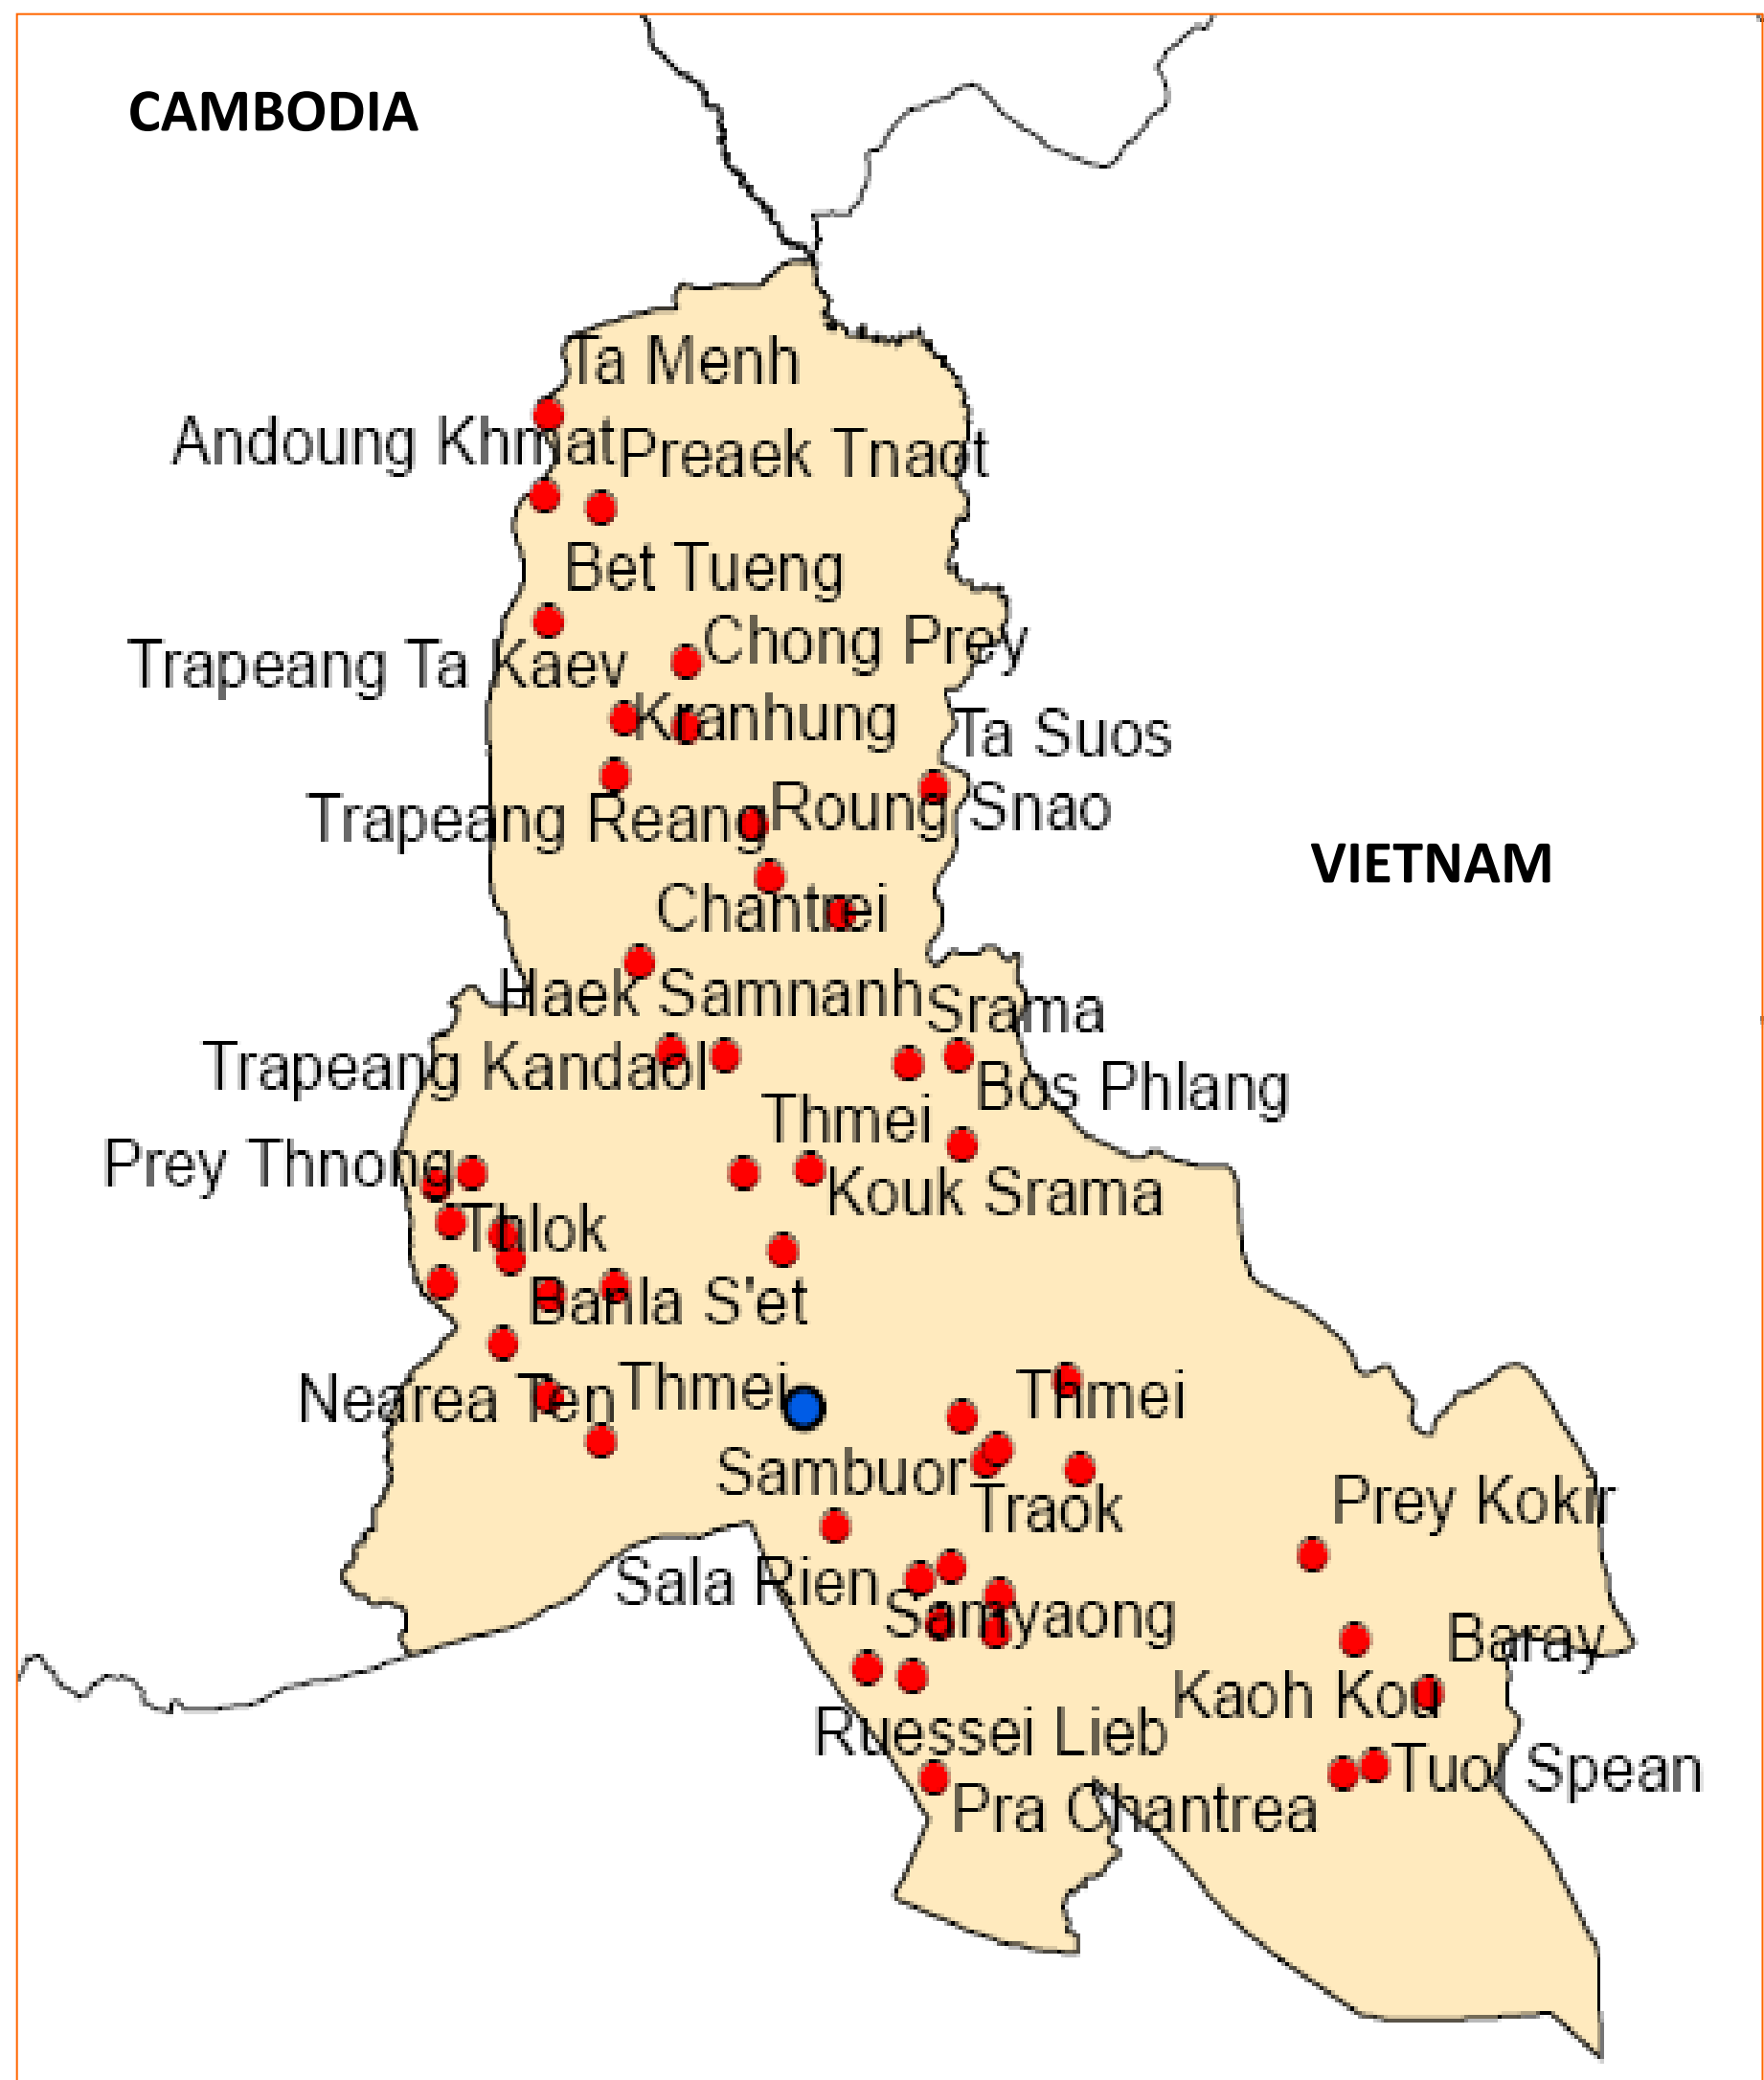 CAMBODIA
Ta Menh
Andoung Khmat
Preaek Tnaot
Bet Tueng
Chong Prey
Trapeang Ta Kaev
Kranhung
Ta Suos
Trapeang Reang
Roung Snao
VIETNAM
Chantrei
Haek Samnanh
Srama
Trapeang Kandaol
Bos Phlang
Thmei
Prey Thnong
Kouk Srama
Thlok
Banla S'et
Nearea Ten
Thmei
Thmei
Sambuor
Traok
Prey Kokir
Sala Rien
Samyaong
Baray
Kaoh Kou
Ruessei Lieb
Tuol Spean
Pra Chantrea